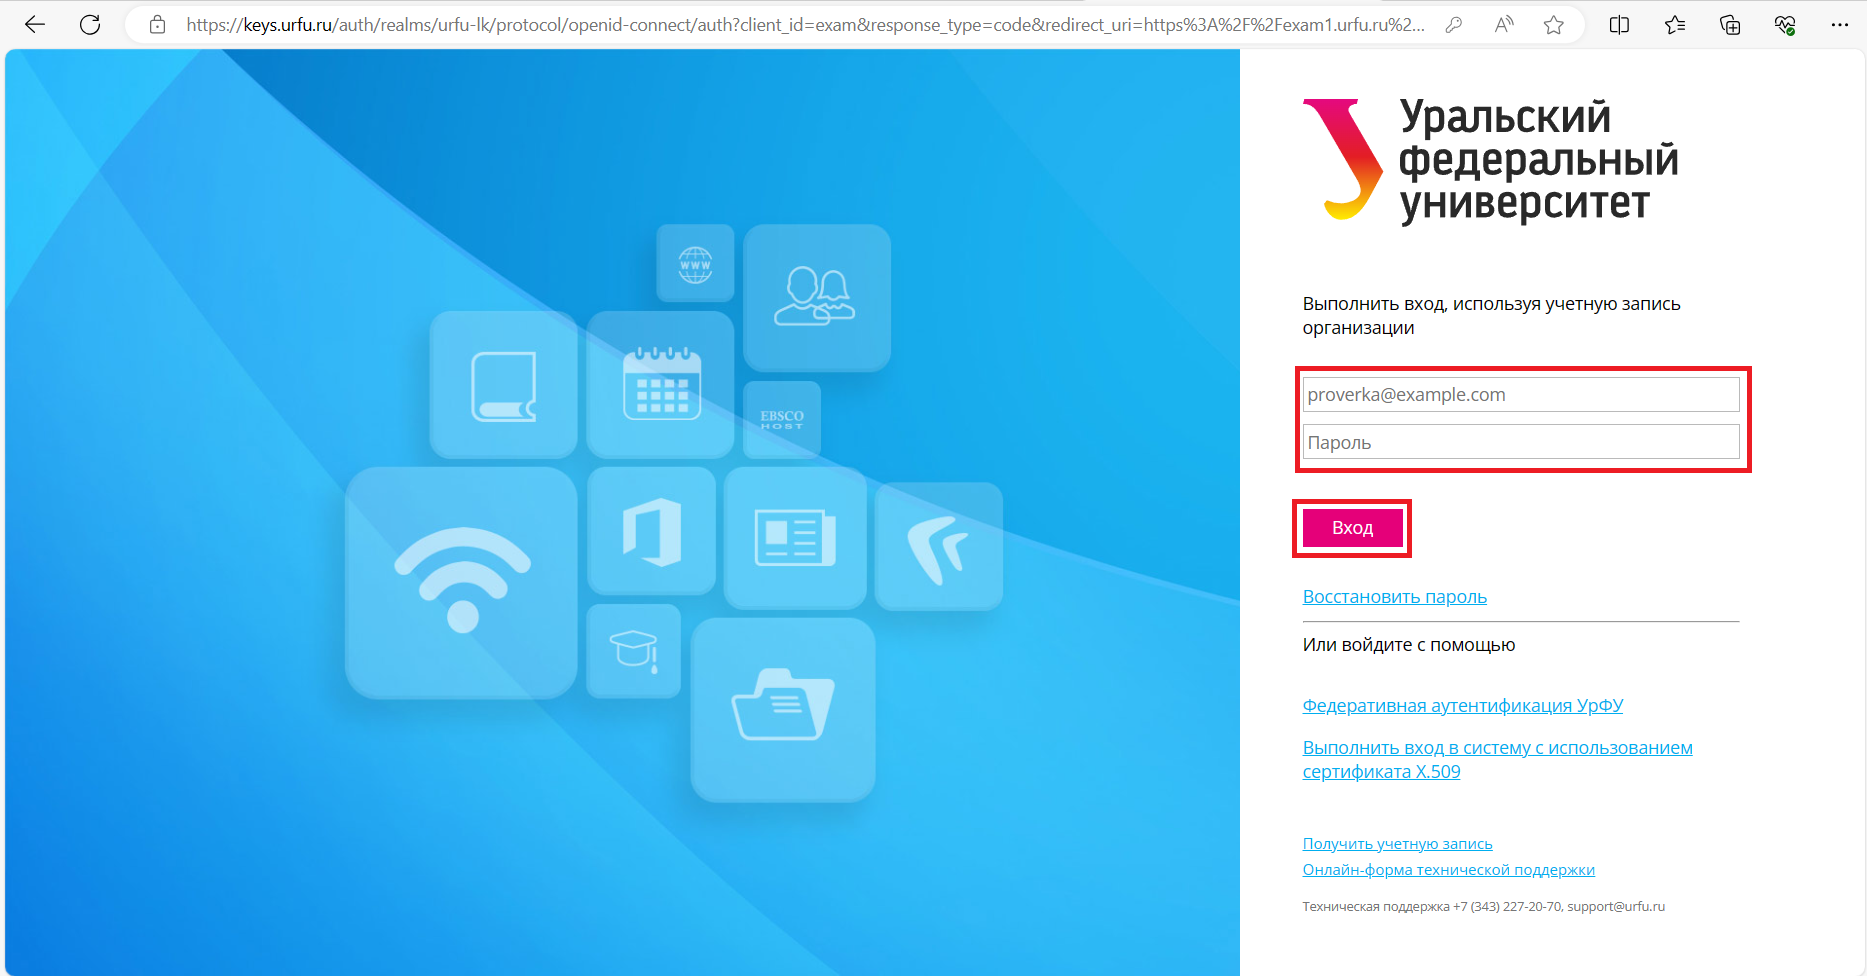 https://keys.urfu.ru/auth/realms/urfu-lk/protocol/openid-connect/auth?client_id=exam&response_type=code&redirect_uri=https%3A%2F%2Fexam1.urfu.ru%2...
Уральский
федеральный
университет
WWW
EBSCO
HOST
Выполнить вход, используя учетную запись
организации
proverka@example.com
Пароль
Вход
Восстановить пароль
Или войдите с помощью
Федеративная аутентификация УрФУ
Выполнить вход в систему с использованием
сертификата X.509
Получить учетную запись
Онлайн-форма технической поддержки
Техническая поддержка +7 (343) 227-20-70, support@urfu.ru